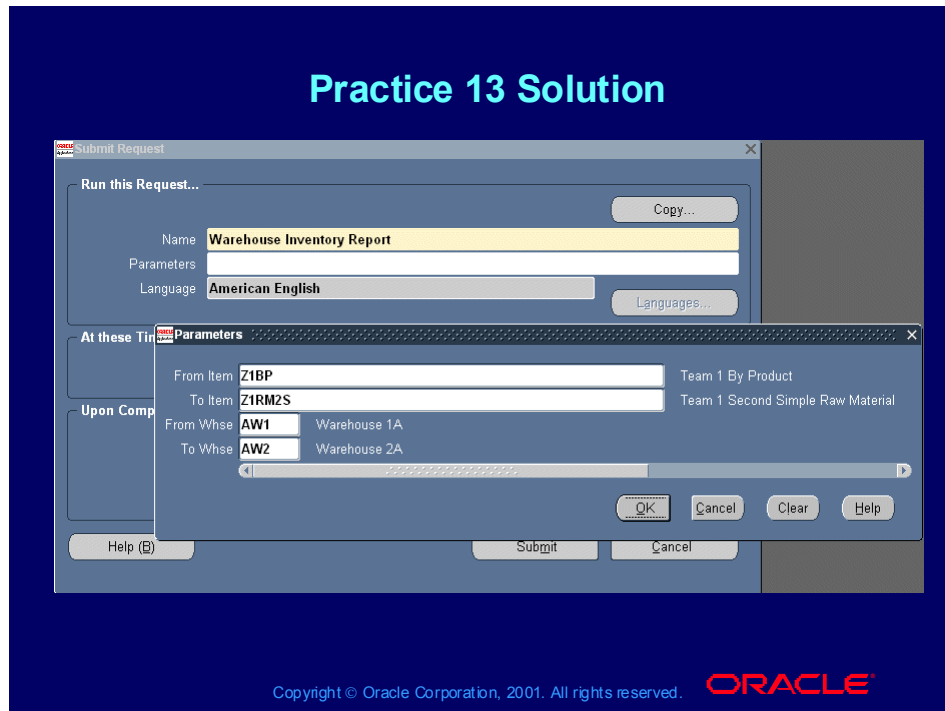 Practice 13 Solution
Submit Request
Run this Request...
Copy...
Name Warehouse Inventory Report
Parameters
Language American English
Languages...
At these Tin
Parameters
From Item Z1BP Team 1 By Product
To Item Z1RM2S Team 1 Second Simple Raw Material
Upon Comp
From Whse AW1 Warehouse 1A
To Whse AW2 Warehouse 2A
OK Cancel Clear Help
Help (B) Submit Cancel
Copyright © Oracle Corporation, 2001. All rights reserved. ORACLE